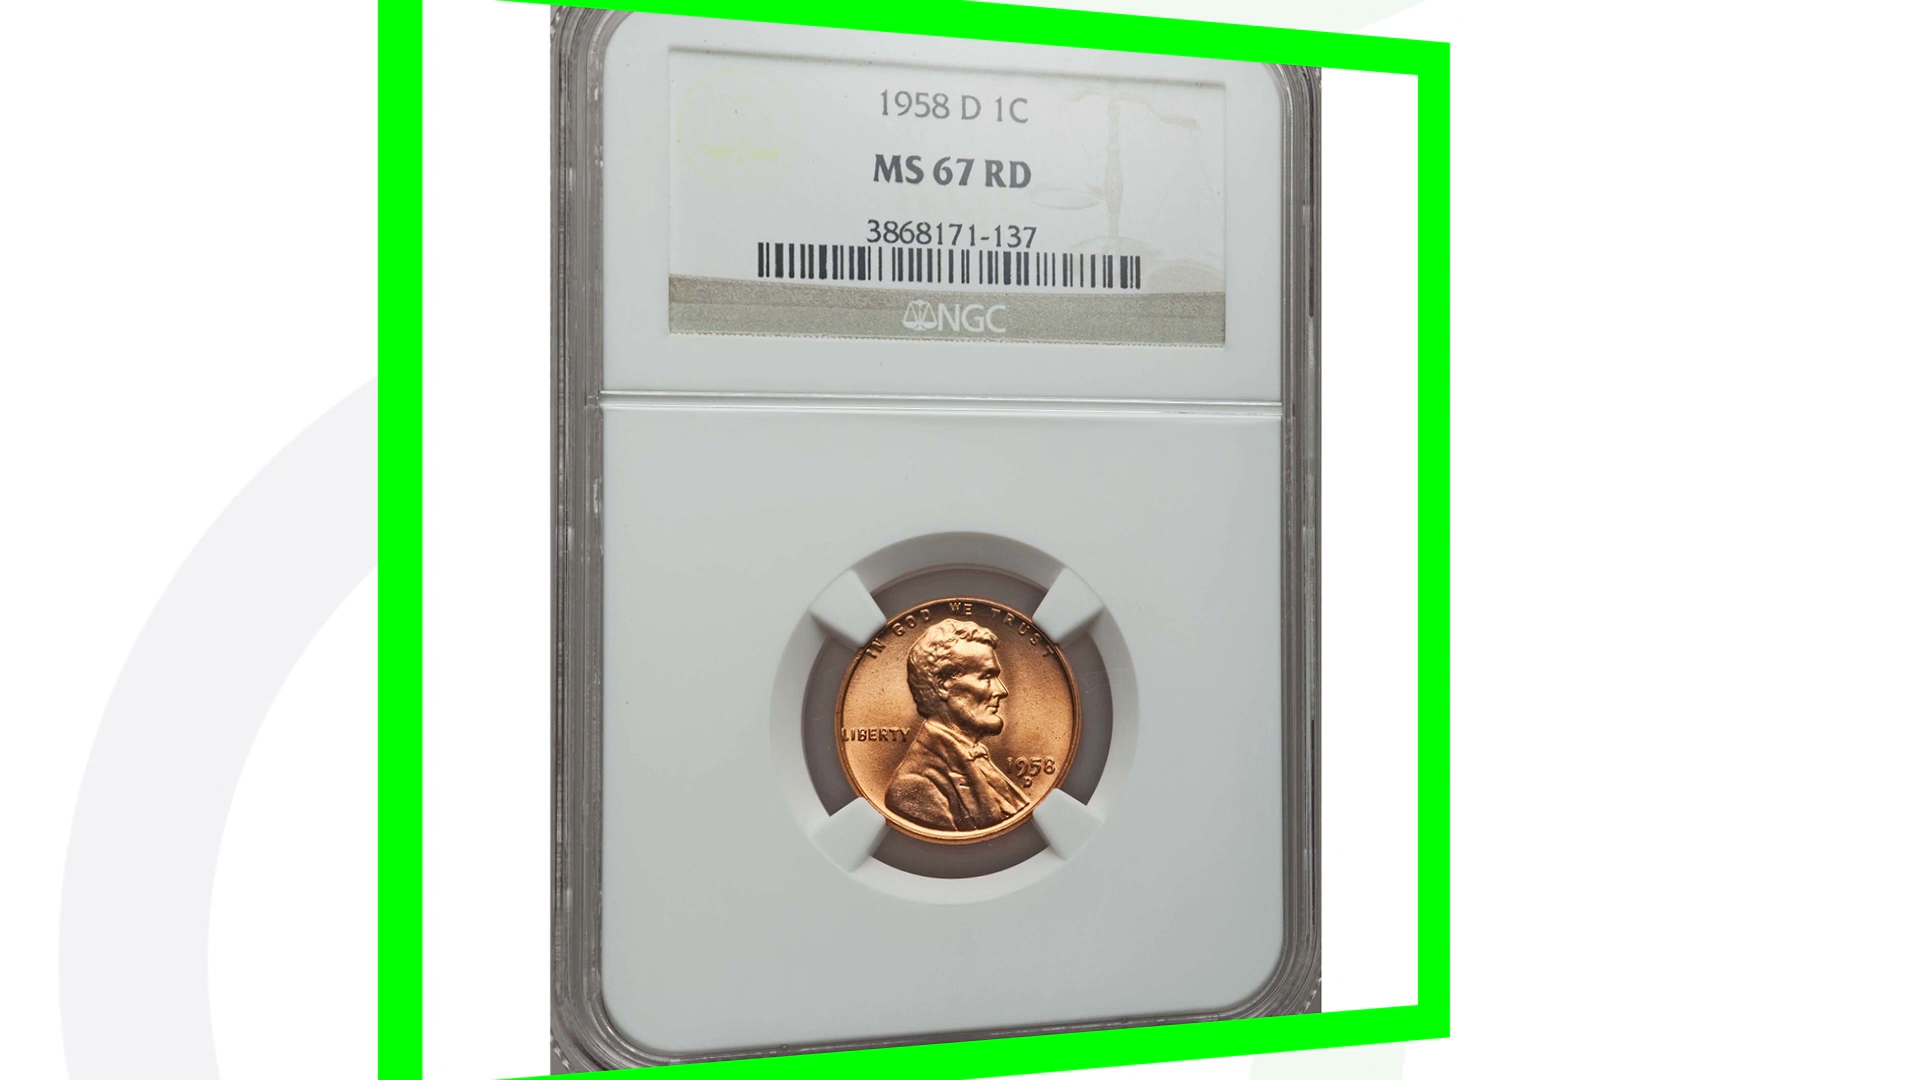 1958 D 1C
MS 67 RD
3868171-137
NGC
IN GOD WE TRUST
LIBERTY
1958
D